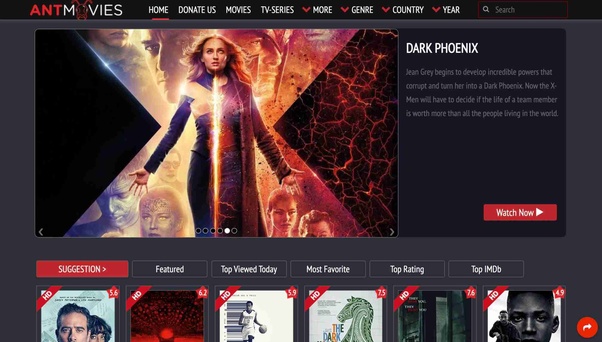 ANTMOVIES
HOME DONATE US MOVIES TV-SERIES MORE GENRE COUNTRY YEAR Search
DARK PHOENIX
Jean Grey begins to develop incredible powers that
corrupt and turn her into a Dark Phoenix. Now the X-
Men will have to decide if the life of a team member
is worth more than all the people living in the world.
Watch Now
SUGGESTION > Featured Top Viewed Today Most Favorite Top Rating Top IMDb
HD 5.6 HD 6.2 HD 5.9 HD 7.5 HD 7.6 HD 4.9
THE
DARK